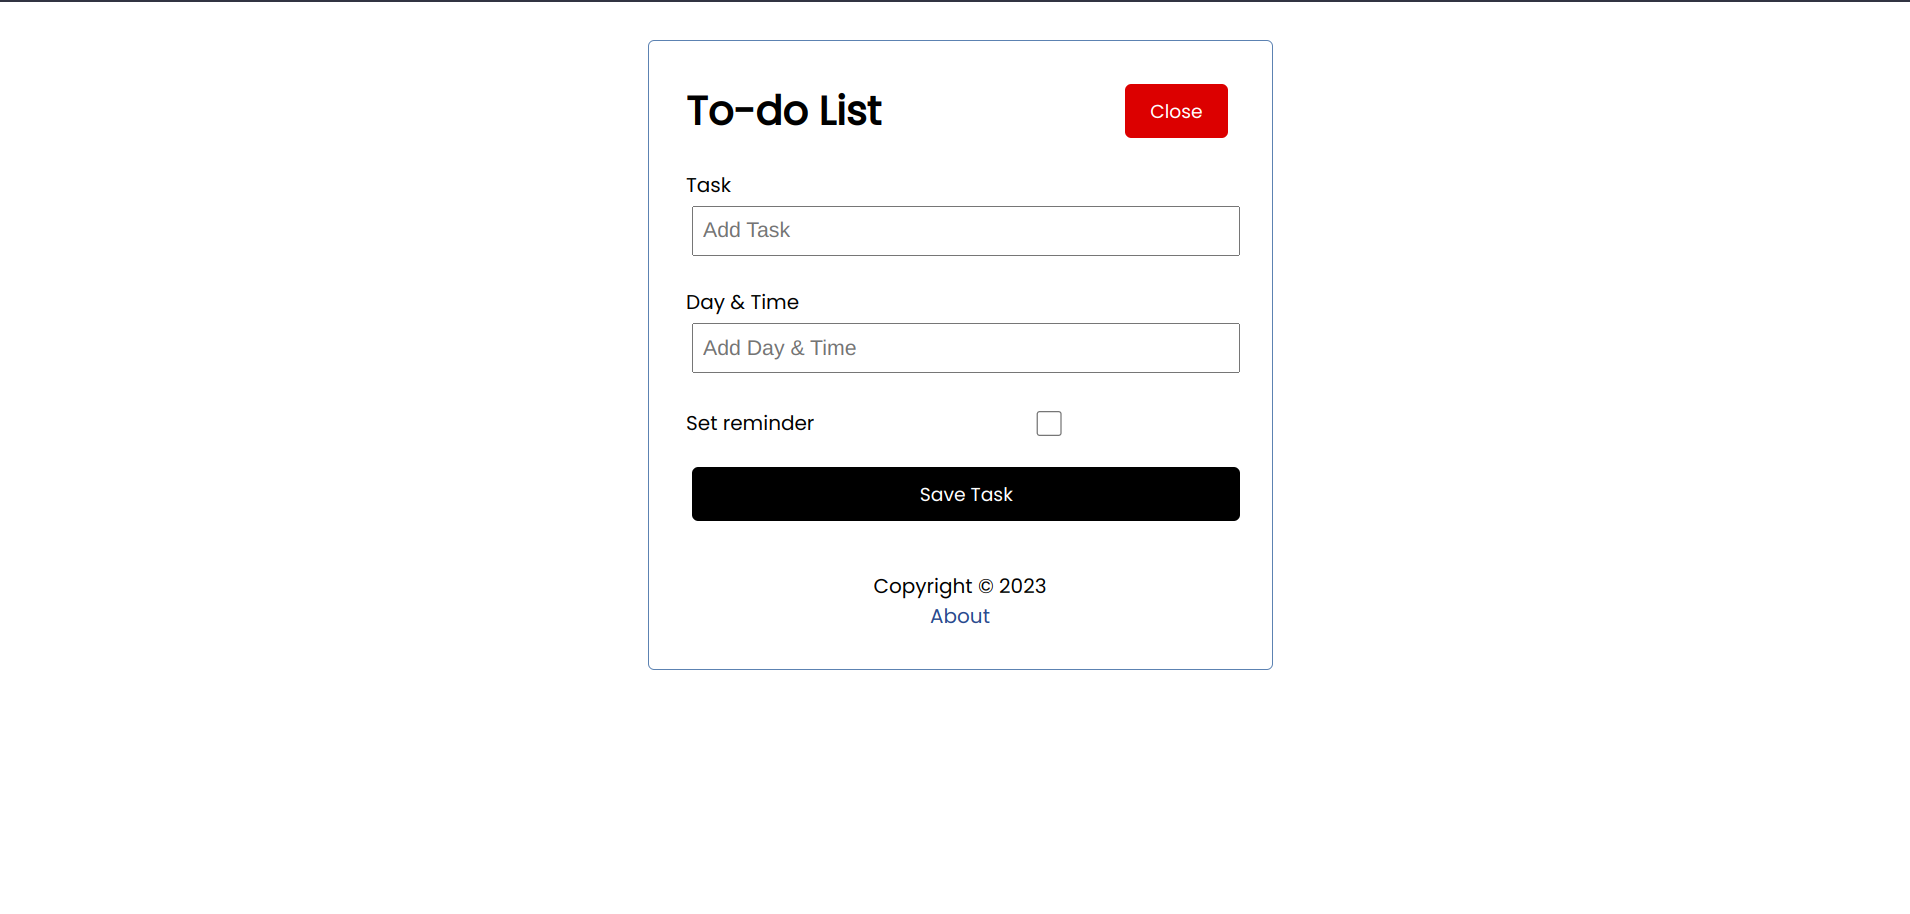 To-do List
Close
Task
Add Task
Day & Time
Add Day & Time
Set reminder
Save Task
Copyright © 2023
About